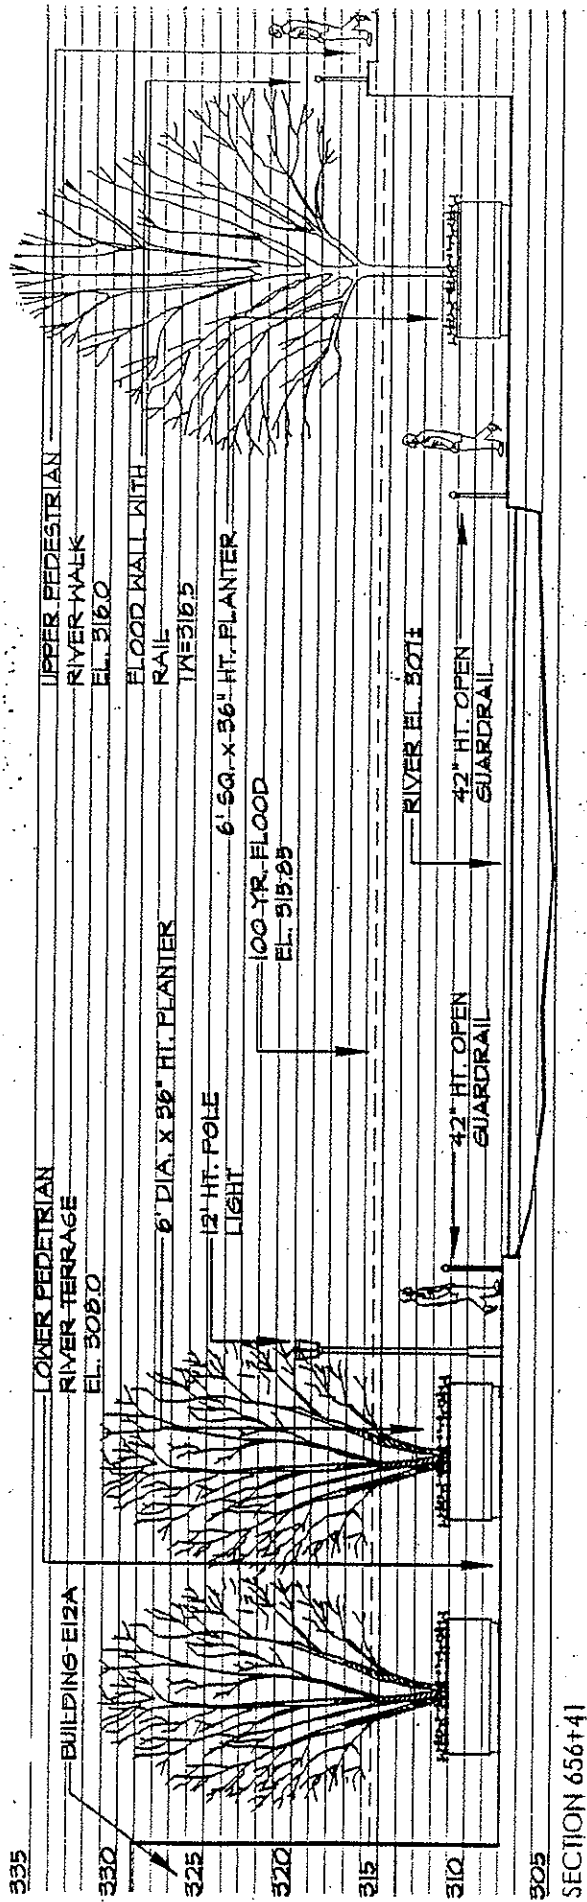 BUILDING E12A
LOWER PEDETRIAN
RIVER TERRACE
EL. 308.0
6' DIA. X 36" HT. PLANTER
12' HT. POLE
LIGHT
100 YR. FLOOD
EL. 315.85
UPPER PEDESTRIAN
RIVER WALK
EL. 316.0
FLOOD WALL WITH
RAIL
TW=316.5
6' SQ. X 36" HT. PLANTER
RIVER EL. 307±
42" HT. OPEN
GUARDRAIL
42" HT. OPEN
GUARDRAIL
335
330
325
320
315
310
305
SECTION 656+41